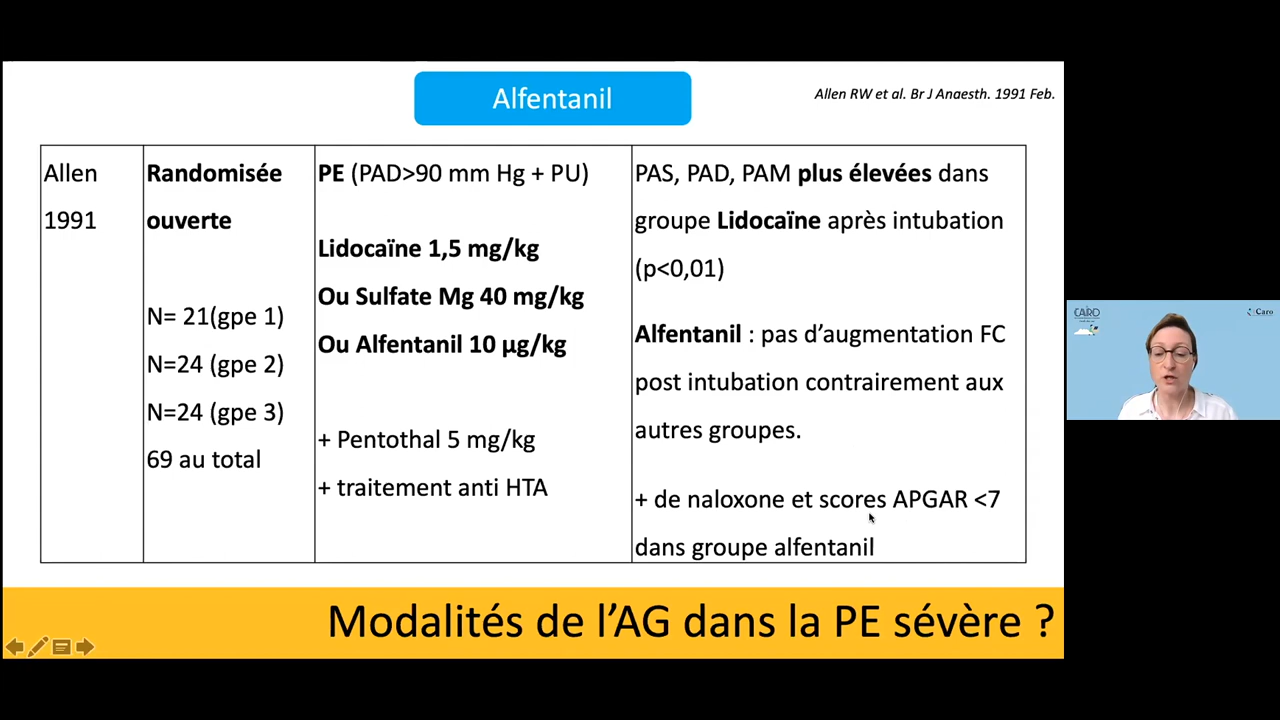 Alfentanil
Allen RW et al. Br J Anaesth. 1991 Feb.
Allen
1991
Randomisée
ouverte
N= 21(gpe 1)
N=24 (gpe 2)
N=24 (gpe 3)
69 au total
PE (PAD>90 mm Hg + PU)
Lidocaïne 1,5 mg/kg
Ou Sulfate Mg 40 mg/kg
Ou Alfentanil 10 µg/kg
+ Pentothal 5 mg/kg
+ traitement anti HTA
PAS, PAD, PAM plus élevées dans
groupe Lidocaïne après intubation
(p<0,01)
Alfentanil : pas d’augmentation FC
post intubation contrairement aux
autres groupes.
+ de naloxone et scores APGAR <7
dans groupe alfentanil
Modalités de l’AG dans la PE sévère ?
CAIRO
Caro